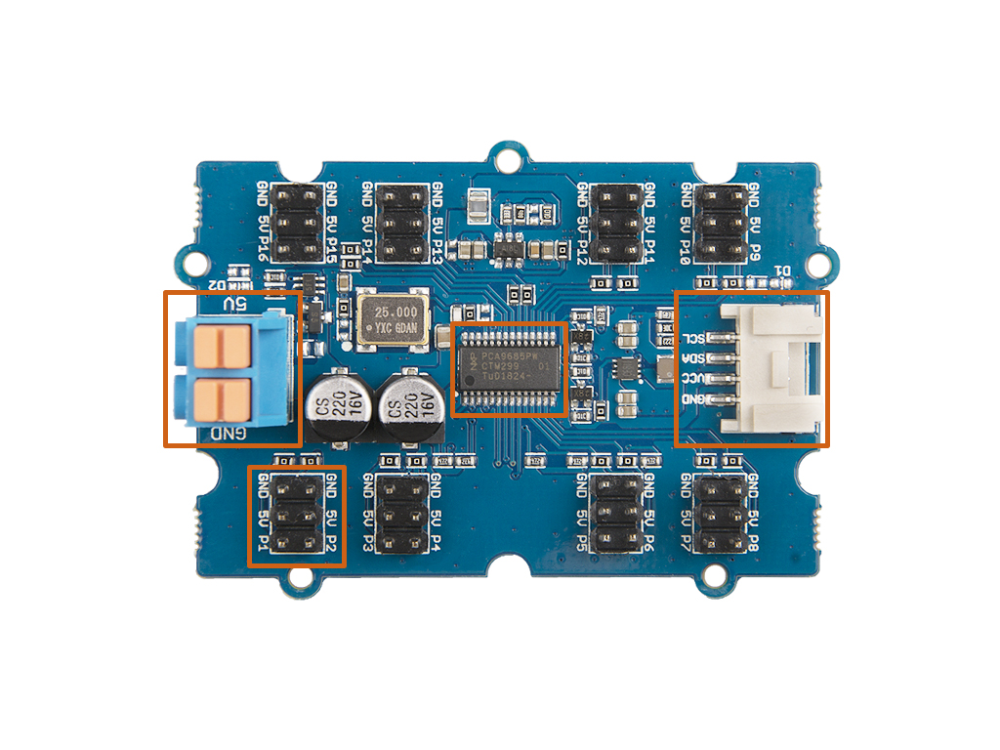 GND GND
5V 5V
P16 P15
GND GND
5V 5V
P14 P13
GND GND
5V 5V
P12 P11
GND GND
5V 5V
P10 P9
D2
D1
5V
GND
25.000
YXC GDAN
PCA9685PW
CTM299 01
TuD1824-
SCL
SDA
VCC
GND
CS
220
16V
CS
220
16V
GND GND
5V 5V
P1 P2
GND GND
5V 5V
P3 P4
GND GND
5V 5V
P5 P6
GND GND
5V 5V
P7 P8